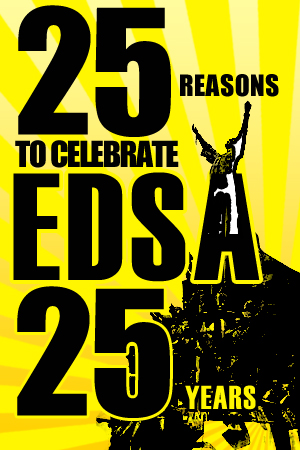 25
REASONS
TO CELEBRATE
EDSA
25
YEARS